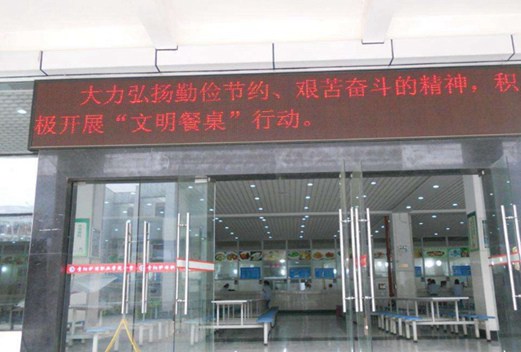 大力弘扬勤俭节约、艰苦奋斗的精神，积
极开展“文明餐桌”行动。